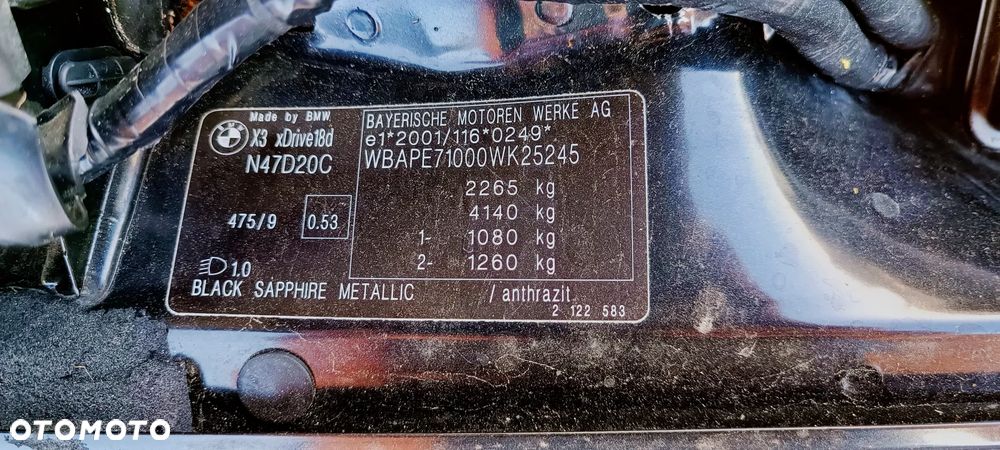 Made by BMW
X3 xDrive18d
N47D20C
475/9 0.53
1.0
BLACK SAPPHIRE METALLIC / anthrazit
BAYERISCHE MOTOREN WERKE AG
e1*2001/116*0249*
WBAPE71000WK25245
2265 kg
4140 kg
1- 1080 kg
2- 1260 kg
2 122 583
OTOMOTO